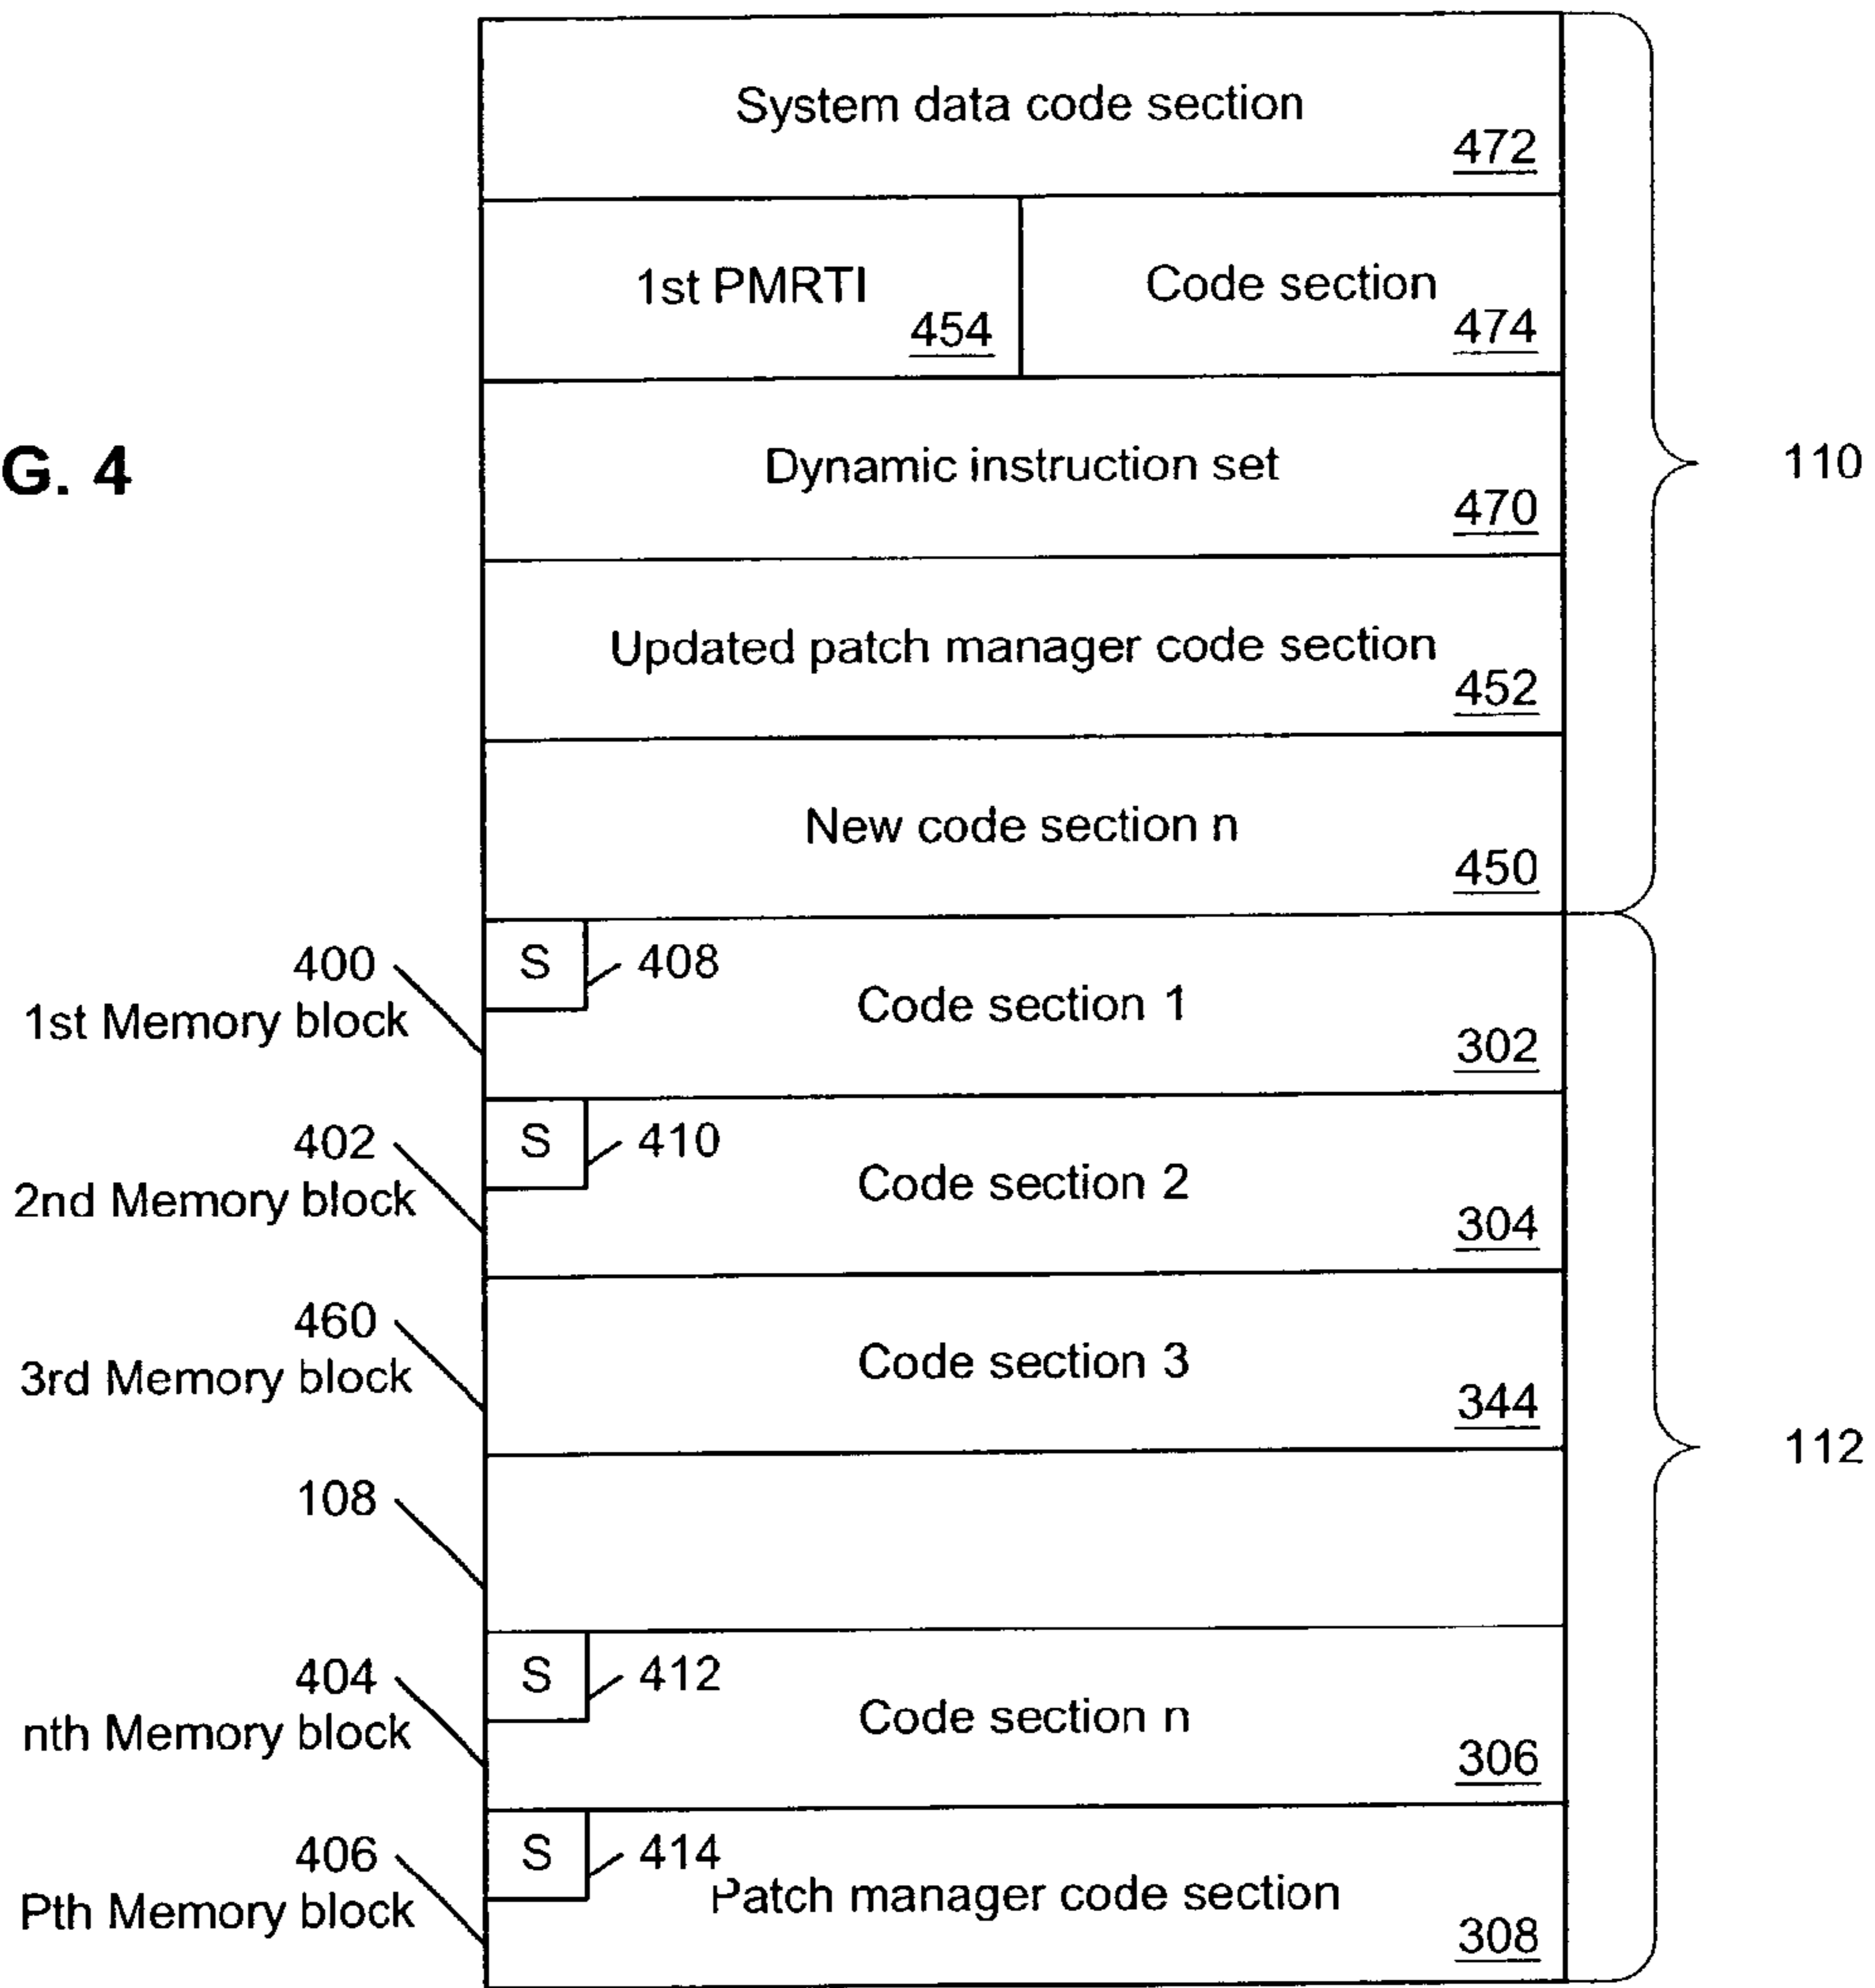 System data code section
472
1st PMRTI
454
Code section
474
G. 4
Dynamic instruction set
470
110
Updated patch manager code section
452
New code section n
450
400
1st Memory block
S
408
Code section 1
302
402
2nd Memory block
S
410
Code section 2
304
460
3rd Memory block
Code section 3
344
112
108
404
nth Memory block
S
412
Code section n
306
406
Pth Memory block
S
414
Patch manager code section
308